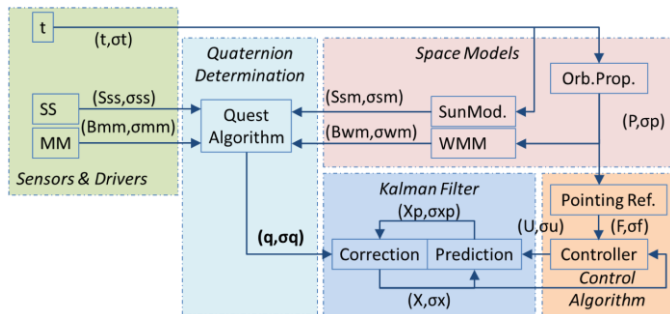 t
(t,σt)
Quaternion
Determination
Space Models
Orb.Prop.
SS
(Sss,σss)
MM
(Bmm,σmm)
Quest
Algorithm
(Ssm,σsm)
SunMod.
(Bwm,σwm)
WMM
(P,σp)
Sensors & Drivers
Kalman Filter
Pointing Ref.
(Xp,σxp)
(U,σu)
(F,σf)
(q,σq)
Correction
Prediction
Controller
(X,σx)
Control
Algorithm